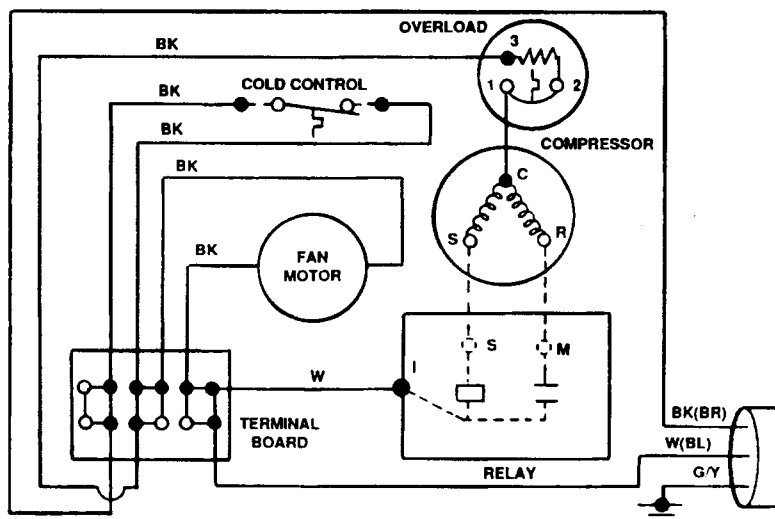 OVERLOAD
BK
3
1
2
BK
COLD CONTROL
BK
COMPRESSOR
BK
C
S
R
BK
FAN
MOTOR
S
M
I
W
TERMINAL
BOARD
RELAY
BK(BR)
W(BL)
G/Y